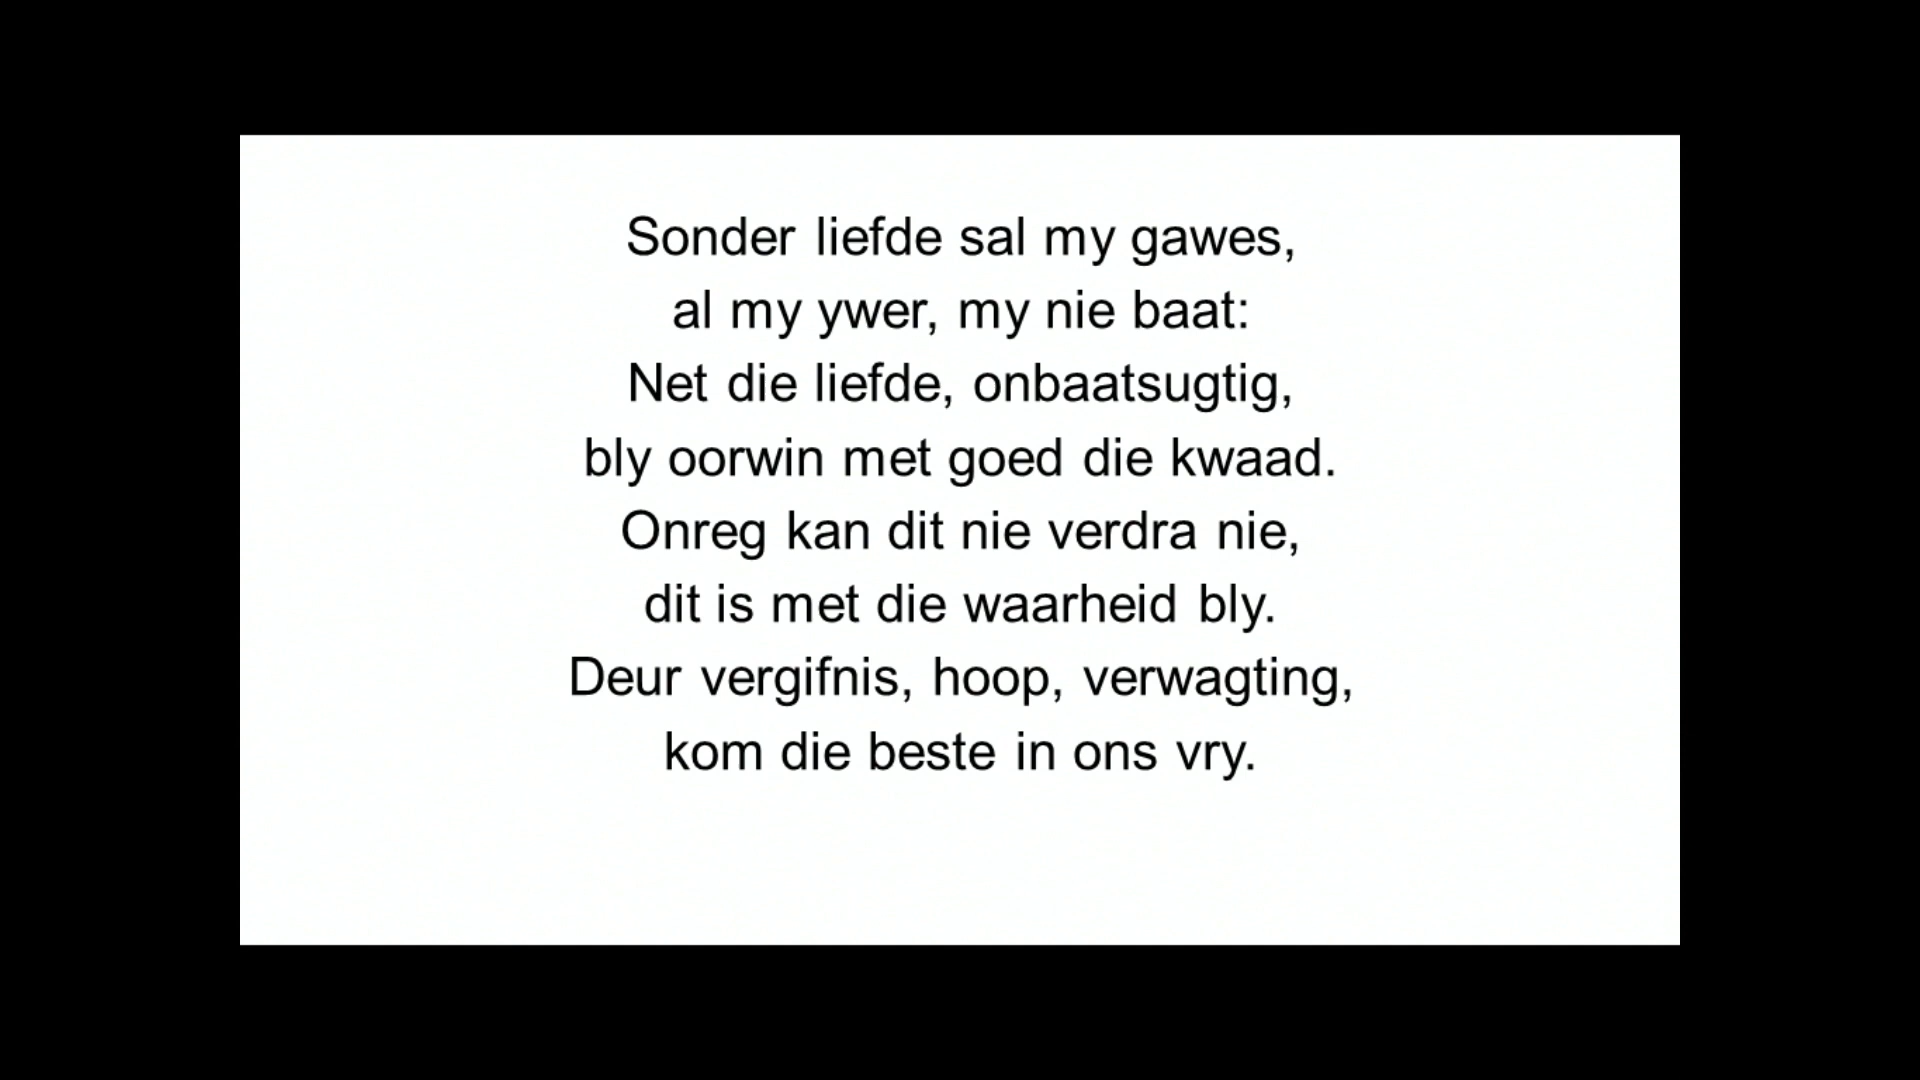 Sonder liefde sal my gawes,
al my ywer, my nie baat:
Net die liefde, onbaatsugtig,
bly oorwin met goed die kwaad.
Onreg kan dit nie verdra nie,
dit is met die waarheid bly.
Deur vergifnis, hoop, verwagting,
kom die beste in ons vry.